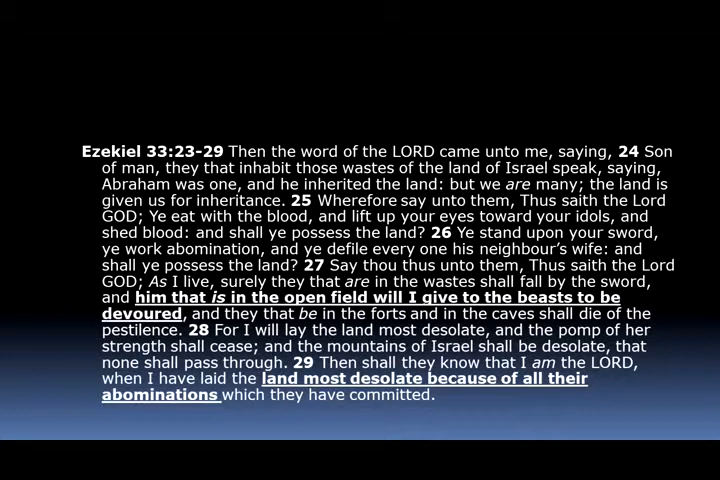 Ezekiel 33:23-29 Then the word of the LORD came unto me, saying, 24 Son
of man, they that inhabit those wastes of the land of Israel speak, saying,
Abraham was one, and he inherited the land: but we are many; the land is
given us for inheritance. 25 Wherefore say unto them, Thus saith the Lord
GOD; Ye eat with the blood, and lift up your eyes toward your idols, and
shed blood: and shall ye possess the land? 26 Ye stand upon your sword,
ye work abomination, and ye defile every one his neighbour's wife: and
shall ye possess the land? 27 Say thou thus unto them, Thus saith the Lord
GOD; As I live, surely they that are in the wastes shall fall by the sword,
and him that is in the open field will I give to the beasts to be
devoured, and they that be in the forts and in the caves shall die of the
pestilence. 28 For I will lay the land most desolate, and the pomp of her
strength shall cease; and the mountains of Israel shall be desolate, that
none shall pass through. 29 Then shall they know that I am the LORD,
when I have laid the land most desolate because of all their
abominations which they have committed.